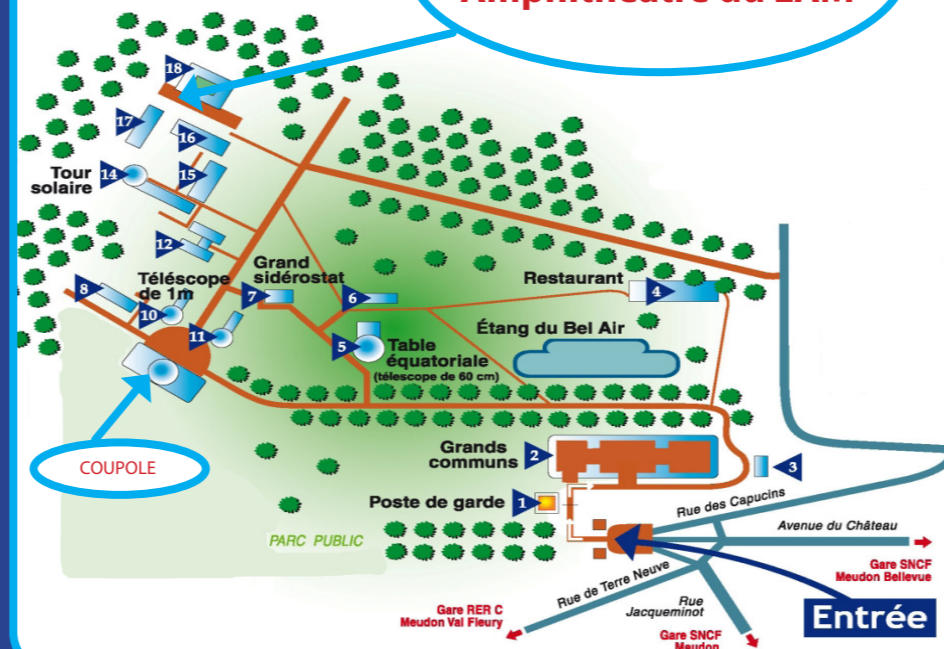 Amphithéâtre du LAM
18
17
16
Tour
solaire
14
15
12
Grand
sidérostat
Téléscope
de 1m
8
7
6
Restaurant
4
10
11
Étang du Bel Air
5
Table
équatoriale
(télescope de 60 cm)
COUPOLE
Grands
communs
2
3
Poste de garde
1
Rue des Capucins
PARC PUBLIC
Avenue du Château
Gare SNCF
Meudon Bellevue
Rue de Terre Neuve
Rue
Jacqueminot
Entrée
Gare RER C
Meudon Val Fleury
Gare SNCF
Meudon